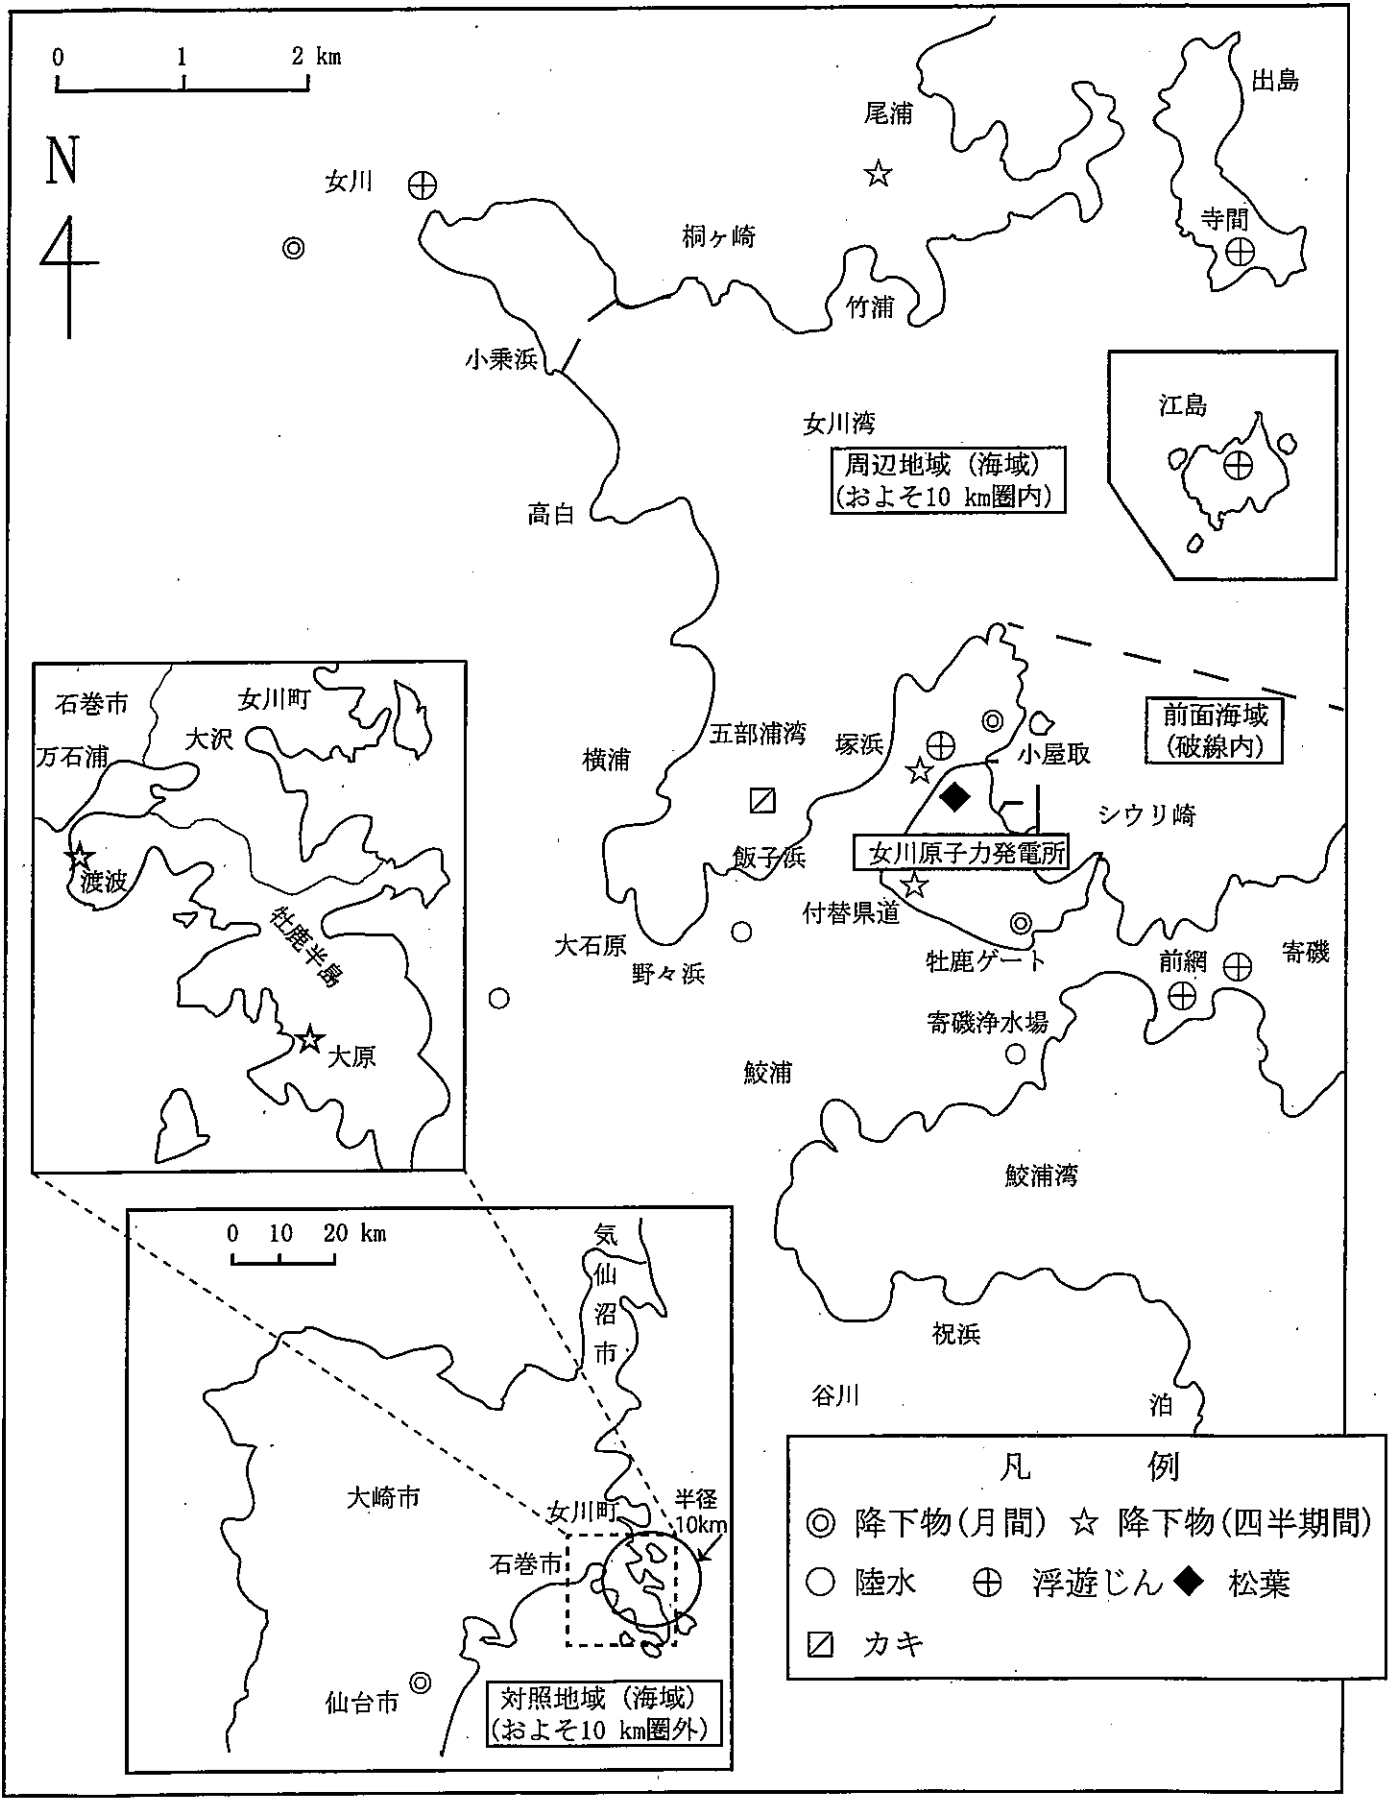 0 1 2 km
N
出島
尾浦
女川
寺間
桐ヶ崎
竹浦
小乗浜
江島
女川湾
周辺地域（海域）
(およそ10 km圏内)
高白
石巻市
女川町
大沢
万石浦
渡波
牡鹿半島
大原
前面海域
(破線内)
五部浦湾
塚浜
小屋取
横浦
シウリ崎
飯子浜
女川原子力発電所
付替県道
大石原
野々浜
牡鹿ゲート
前網
寄磯
寄磯浄水場
鮫浦
鮫浦湾
祝浜
谷川
泊
0 10 20 km
気仙沼市
大崎市
女川町
半径
10km
石巻市
仙台市
対照地域（海域）
(およそ10 km圏外)
凡 例
◎ 降下物(月間) ☆ 降下物(四半期間)
○ 陸水 ⊕ 浮遊じん ◆ 松葉
カキ